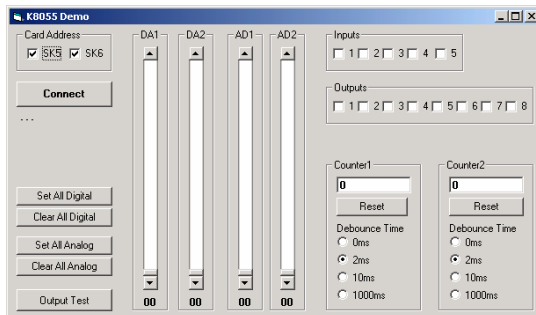 K8055 Demo
Card Address
SK5 SK6
Connect
...
Set All Digital
Clear All Digital
Set All Analog
Clear All Analog
Output Test
DA1 DA2 AD1 AD2
00 00 00 00
Inputs
1 2 3 4 5
Outputs
1 2 3 4 5 6 7 8
Counter1
0
Reset
Debounce Time
0ms
2ms
10ms
1000ms
Counter2
0
Reset
Debounce Time
0ms
2ms
10ms
1000ms